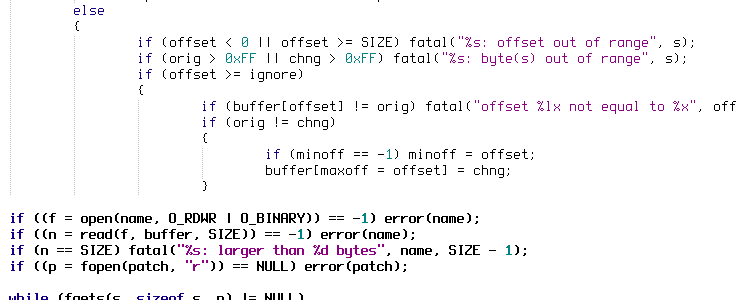 else
{
if (offset < 0 || offset >= SIZE) fatal("%s: offset out of range", s);
if (orig > 0xFF || chng > 0xFF) fatal("%s: byte(s) out of range", s);
if (offset >= ignore)
{
if (buffer[offset] != orig) fatal("offset %lx not equal to %x", off
if (orig != chng)
{
if (minoff == -1) minoff = offset;
buffer[maxoff = offset] = chng;
}
if ((f = open(name, O_RDWR | O_BINARY)) == -1) error(name);
if ((n = read(f, buffer, SIZE)) == -1) error(name);
if (n == SIZE) fatal("%s: larger than %d bytes", name, SIZE - 1);
if ((p = fopen(patch, "r")) == NULL) error(patch);
while (fgets(s, sizeof s, p) != NULL)